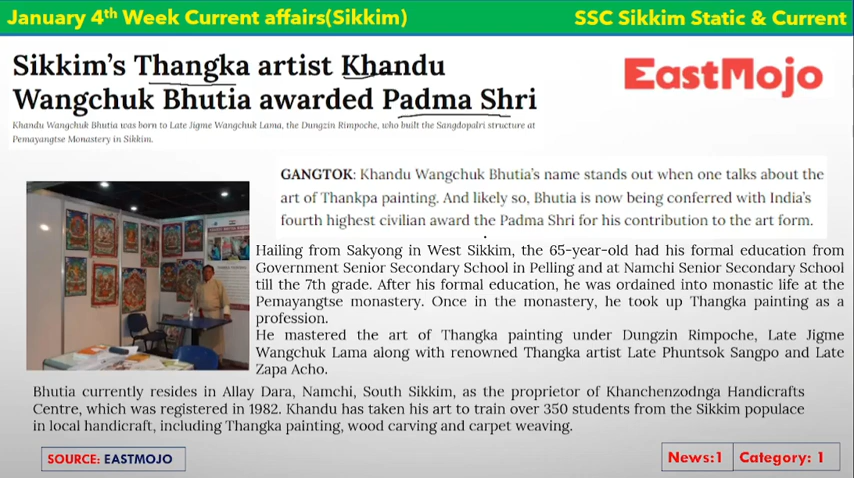 January 4th Week Current affairs(Sikkim)
SSC Sikkim Static & Current
Sikkim's Thangka artist Khandu
Wangchuk Bhutia awarded Padma Shri
EastMojo
Khandu Wangchuk Bhutia was born to Late Jigme Wangchuk Lama, the Dungzin Rimpoche, who built the Sangdopalri structure at
Pemayangtse Monastery in Sikkim.
GANGTOK: Khandu Wangchuk Bhutia's name stands out when one talks about the
art of Thankpa painting. And likely so, Bhutia is now being conferred with India's
fourth highest civilian award the Padma Shri for his contribution to the art form.
Hailing from Sakyong in West Sikkim, the 65-year-old had his formal education from
Government Senior Secondary School in Pelling and at Namchi Senior Secondary School
till the 7th grade. After his formal education, he was ordained into monastic life at the
Pemayangtse monastery. Once in the monastery, he took up Thangka painting as a
profession.
He mastered the art of Thangka painting under Dungzin Rimpoche, Late Jigme
Wangchuk Lama along with renowned Thangka artist Late Phuntsok Sangpo and Late
Zapa Acho.
Bhutia currently resides in Allay Dara, Namchi, South Sikkim, as the proprietor of Khanchenzodnga Handicrafts
Centre, which was registered in 1982. Khandu has taken his art to train over 350 students from the Sikkim populace
in local handicraft, including Thangka painting, wood carving and carpet weaving.
SOURCE: EASTMOJO
News:1
Category: 1